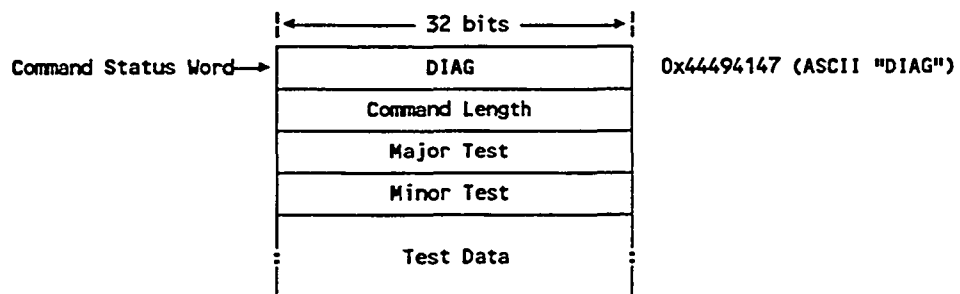 32 bits
Command Status Word DIAG 0x44494147 (ASCII "DIAG")
Command Length
Major Test
Minor Test
Test Data